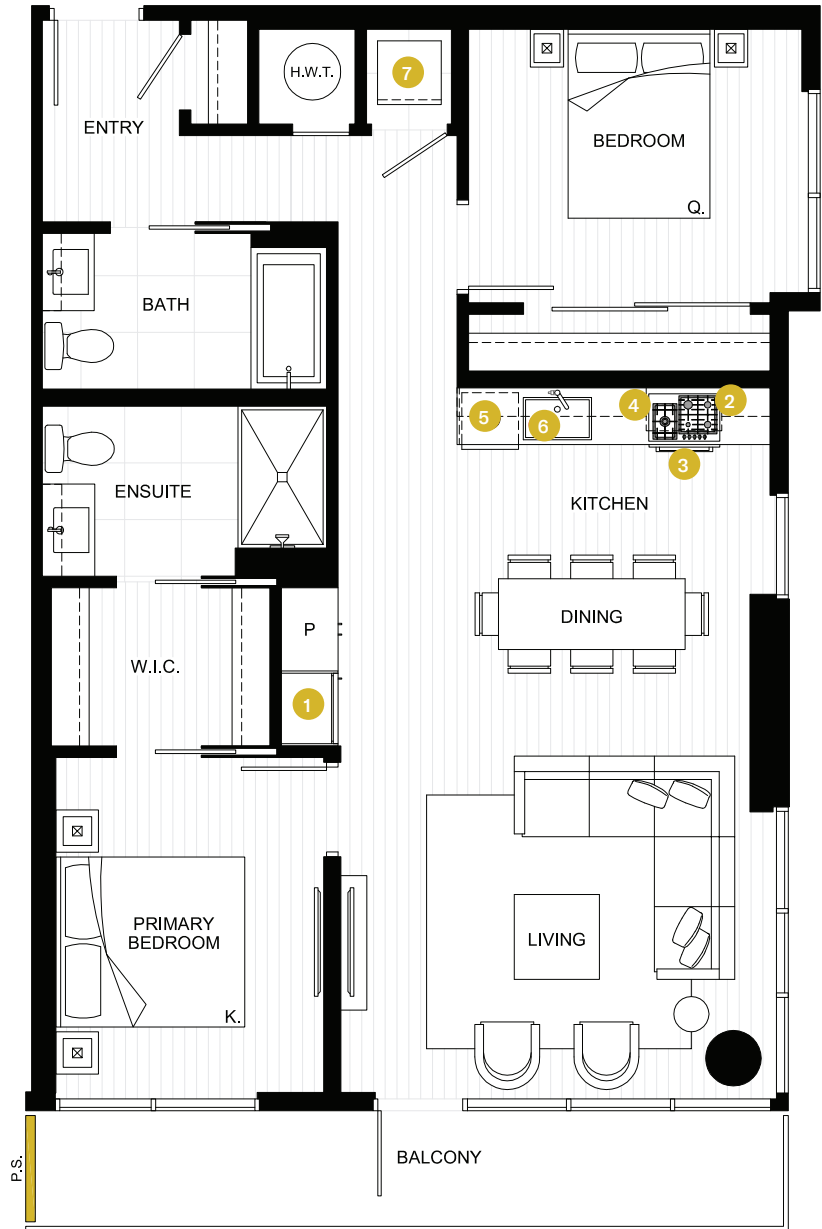 H.W.T.
7
ENTRY
BEDROOM
Q.
BATH
5
6
4
2
3
ENSUITE
KITCHEN
P
DINING
W.I.C.
1
PRIMARY
BEDROOM
K.
LIVING
BALCONY
P.S.